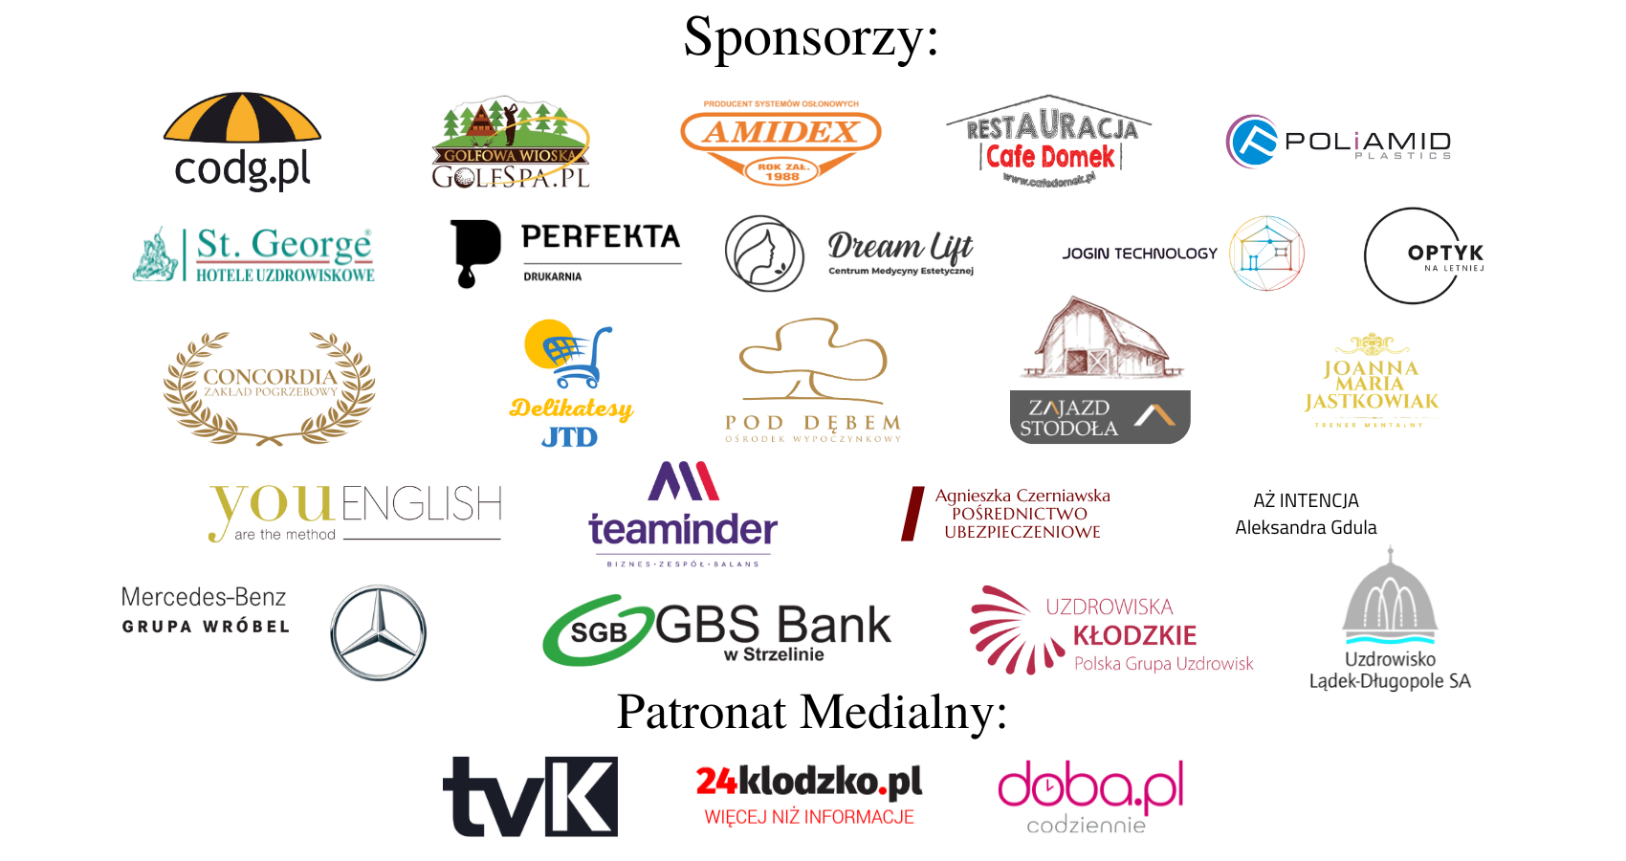 Sponsorzy:
codg.pl
GOLFOWA WIOSKA
GOLFSPA.PL
PRODUCENT SYSTEMÓW OSŁONOWYCH
AMIDEX
ROK ZAŁ.
1988
RESTAURACJA
Cafe Domek
www.cafedomek.pl
POLiAMID
PLASTICS
St. George®
HOTELE UZDROWISKOWE
PERFEKTA
DRUKARNIA
Dream Lift
Centrum Medycyny Estetycznej
JOGIN TECHNOLOGY
OPTYK
NA LETNIEJ
CONCORDIA
ZAKŁAD POGRZEBOWY
Delikatesy
JTD
POD DĘBEM
OŚRODEK WYPOCZYNKOWY
ZAJAZD
STODOŁA
JOANNA
MARIA
JASTKOWIAK
TRENER MENTALNY
you ENGLISH
are the method
teaminder
BIZNES·ZESPÓŁ·BALANS
Agnieszka Czerniawska
POŚREDNICTWO
UBEZPIECZENIOWE
AŻ INTENCJA
Aleksandra Gdula
Mercedes-Benz
GRUPA WRÓBEL
SGB GBS Bank
w Strzelinie
UZDROWISKA
KŁODZKIE
Polska Grupa Uzdrowisk
Uzdrowisko
Lądek-Długopole SA
Patronat Medialny:
tvK
24klodzko.pl
WIĘCEJ NIŻ INFORMACJE
doba.pl
codziennie